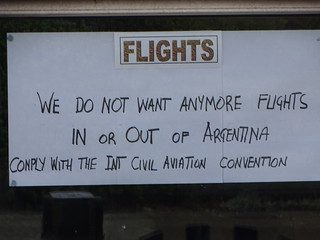 FLIGHTS
WE DO NOT WANT ANYMORE FLIGHTS
IN OR OUT OF ARGENTINA
COMPLY WITH THE INT CIVIL AVIATION CONVENTION